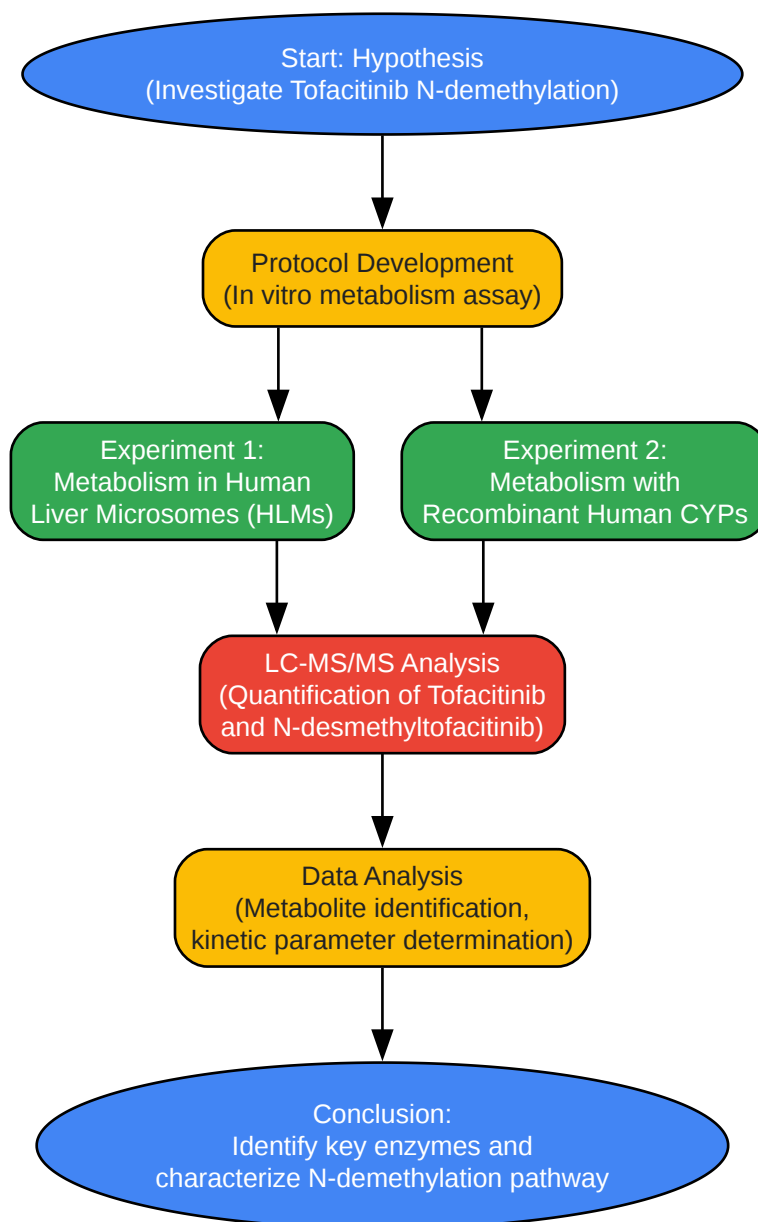 Start: Hypothesis
(Investigate Tofacitinib N-demethylation)
Protocol Development
(In vitro metabolism assay)
Experiment 1:
Metabolism in Human
Liver Microsomes (HLMs)
Experiment 2:
Metabolism with
Recombinant Human CYPs
LC-MS/MS Analysis
(Quantification of Tofacitinib
and N-desmethyltofacitinib)
Data Analysis
(Metabolite identification,
kinetic parameter determination)
Conclusion:
Identify key enzymes and
characterize N-demethylation pathway